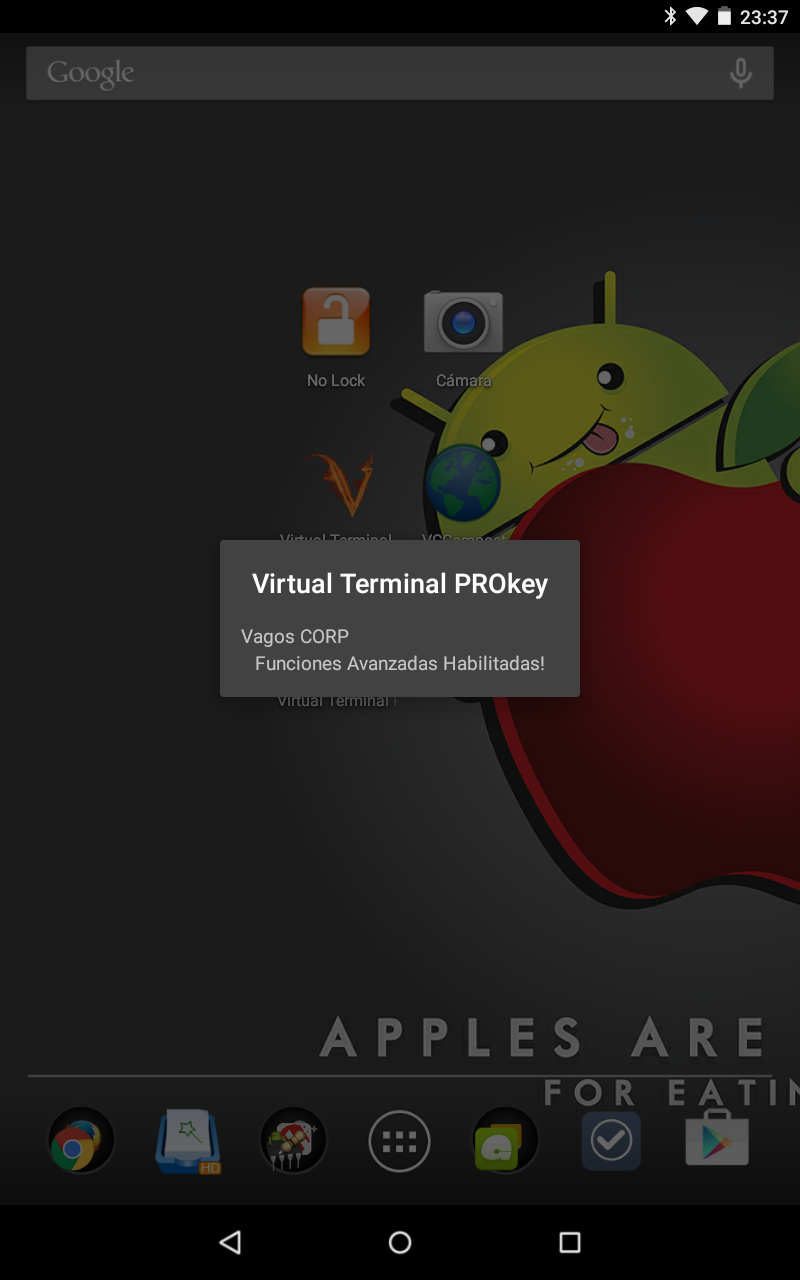 23:37
Google
No Lock
Cámara
Virtual Terminal
Virtual Terminal PROkey
Vagos CORP
Funciones Avanzadas Habilitadas!
Virtual Terminal
APPLES ARE
FOR EATIN
HD